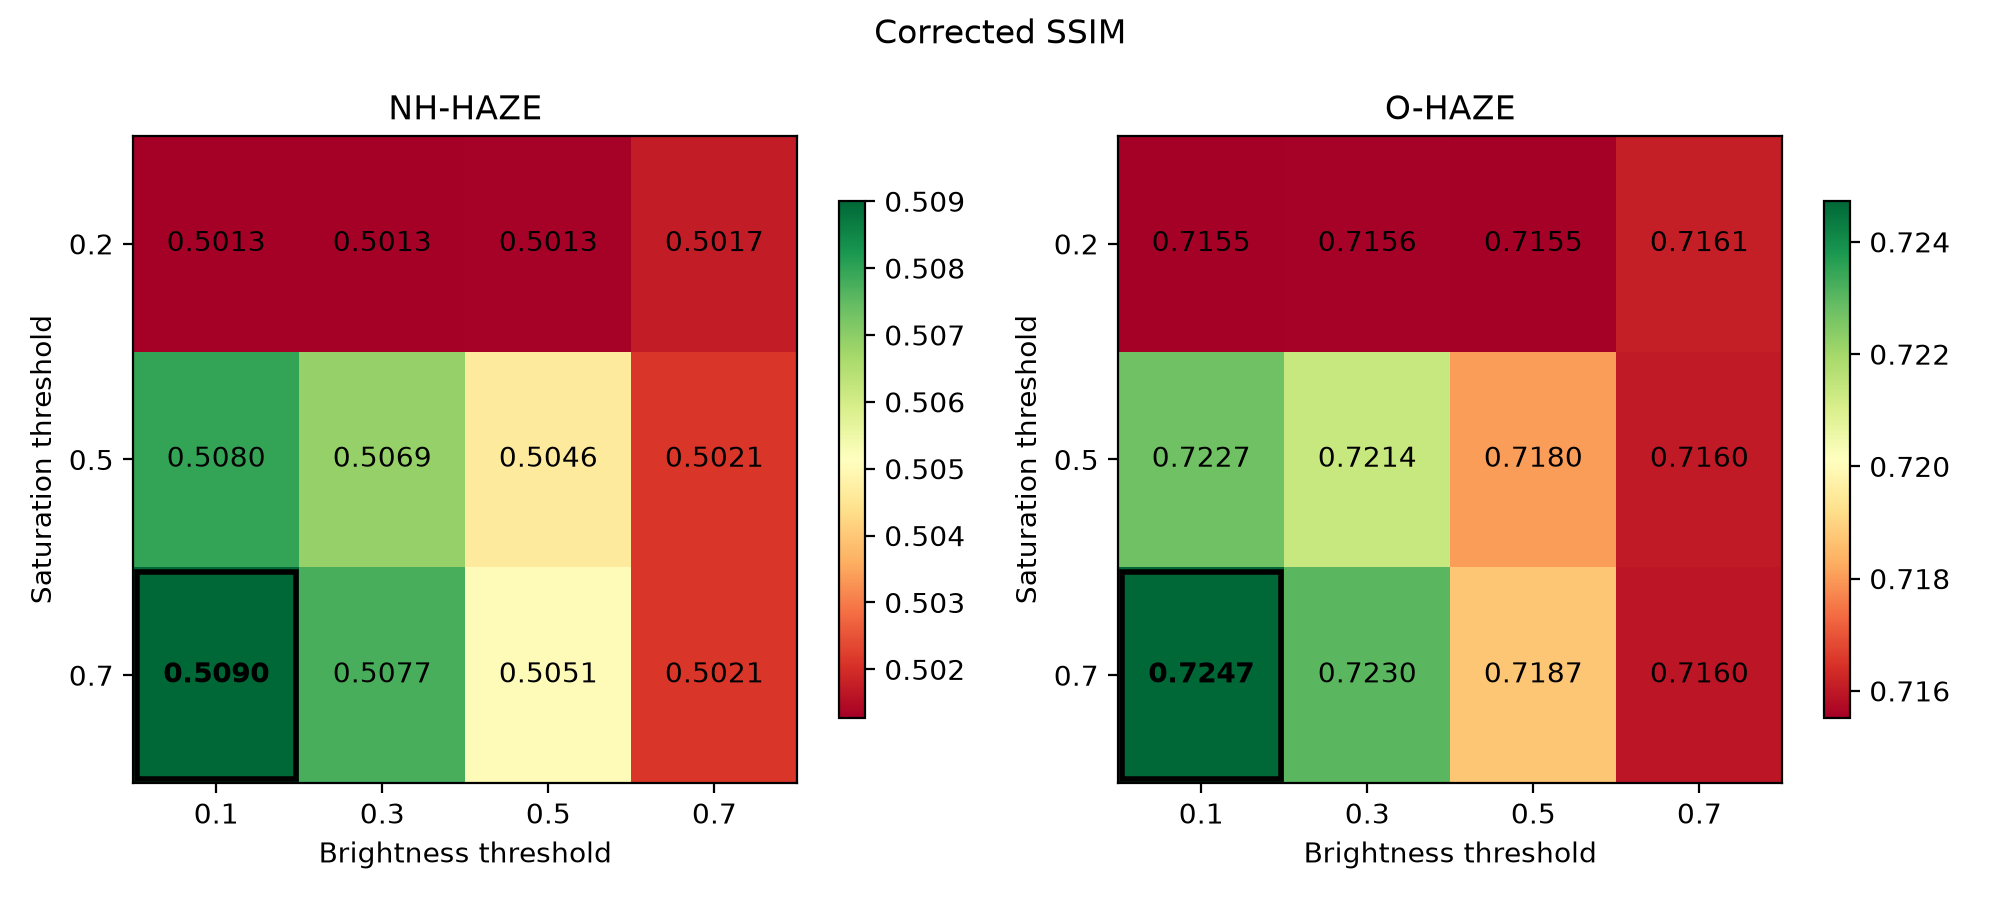 Corrected SSIM
NH-HAZE
0.5013 0.5013 0.5013 0.5017
0.5080 0.5069 0.5046 0.5021
0.5090 0.5077 0.5051 0.5021
0.2
0.5
0.7
Saturation threshold
0.1 0.3 0.5 0.7
Brightness threshold
0.509
0.508
0.507
0.506
0.505
0.504
0.503
0.502
O-HAZE
0.7155 0.7156 0.7155 0.7161
0.7227 0.7214 0.7180 0.7160
0.7247 0.7230 0.7187 0.7160
0.2
0.5
0.7
Saturation threshold
0.1 0.3 0.5 0.7
Brightness threshold
0.724
0.722
0.720
0.718
0.716